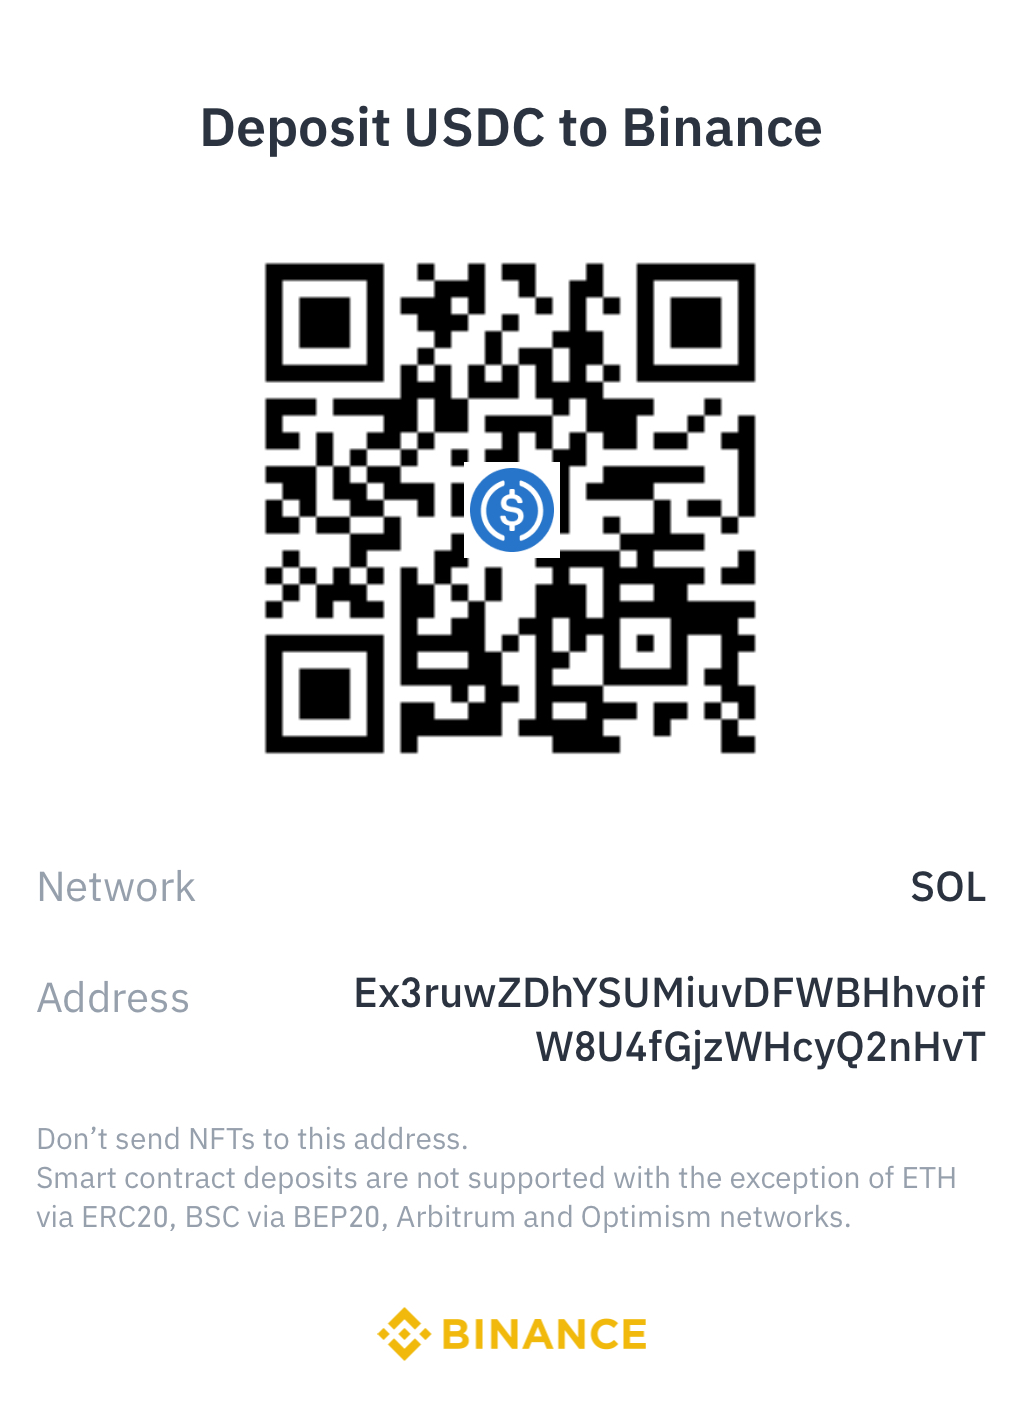 Deposit USDC to Binance
Network
SOL
Address
Ex3ruwZDhYSUMiuvDFWBHhvoif
W8U4fGjzWHcyQ2nHvT
Don’t send NFTs to this address.
Smart contract deposits are not supported with the exception of ETH
via ERC20, BSC via BEP20, Arbitrum and Optimism networks.
BINANCE